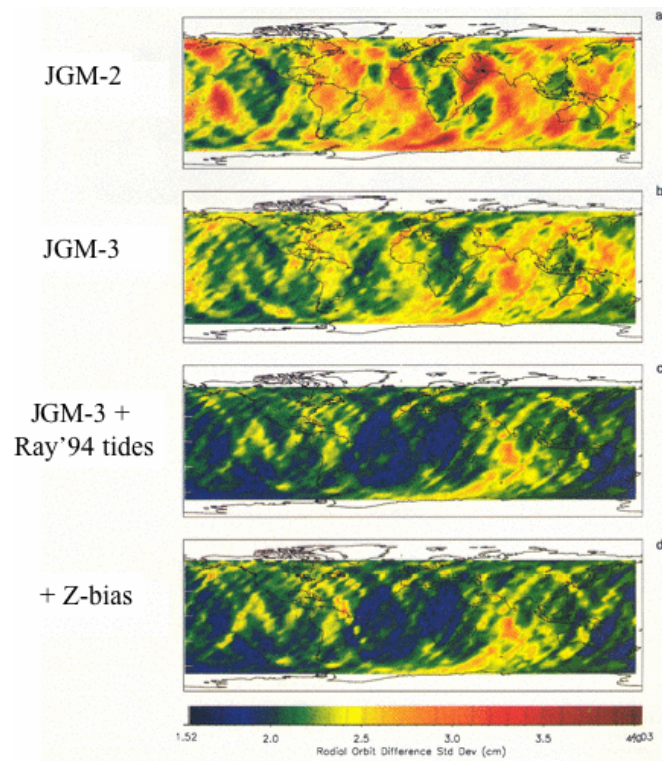 a
JGM-2
b
JGM-3
c
JGM-3 +
Ray’94 tides
d
+ Z-bias
1.52 2.0 2.5 3.0 3.5
Radial Orbit Difference Std Dev (cm)